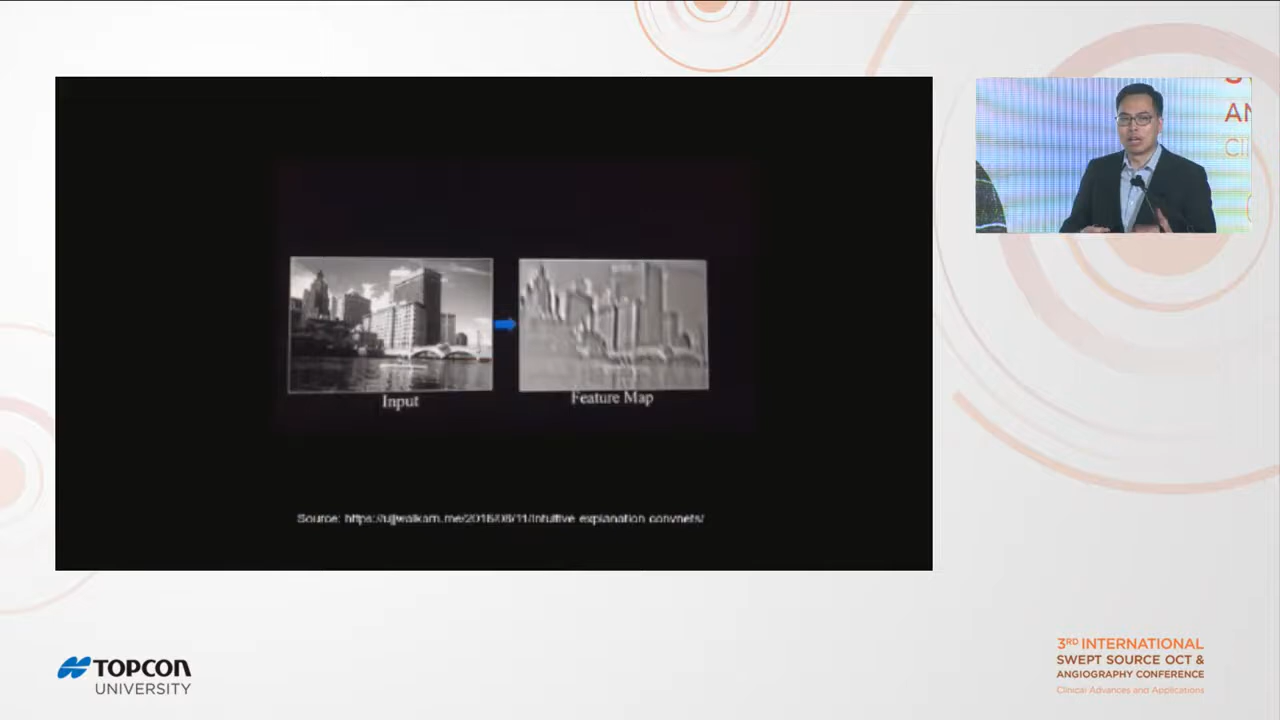 AN
Input
Feature Map
Source: https://ujjwalkarn.me/2016/08/11/intuitive explanation convnets/
TOPCON
UNIVERSITY
3RD INTERNATIONAL
SWEPT SOURCE OCT &
ANGIOGRAPHY CONFERENCE
Clinical Advances and Applications